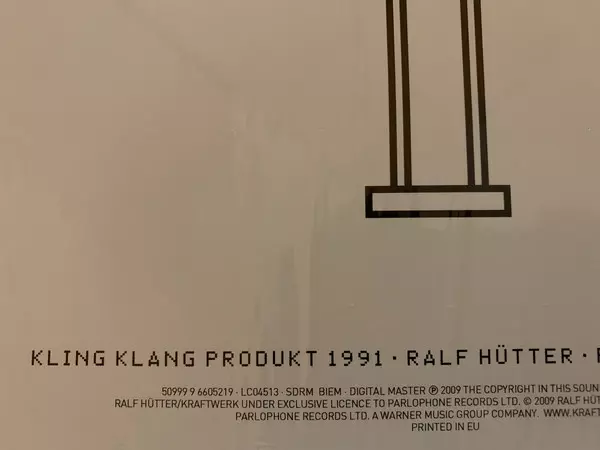 KLING KLANG PRODUKT 1991 · RALF HÜTTER ·
50999 9 6605219 · LC04513 · SDRM BIEM · DIGITAL MASTER ℗ 2009 THE COPYRIGHT IN THIS SOUN
RALF HÜTTER/KRAFTWERK UNDER EXCLUSIVE LICENCE TO PARLOPHONE RECORDS LTD. © 2009 RALF HÜT
PARLOPHONE RECORDS LTD. A WARNER MUSIC GROUP COMPANY. WWW.KRAFT
PRINTED IN EU